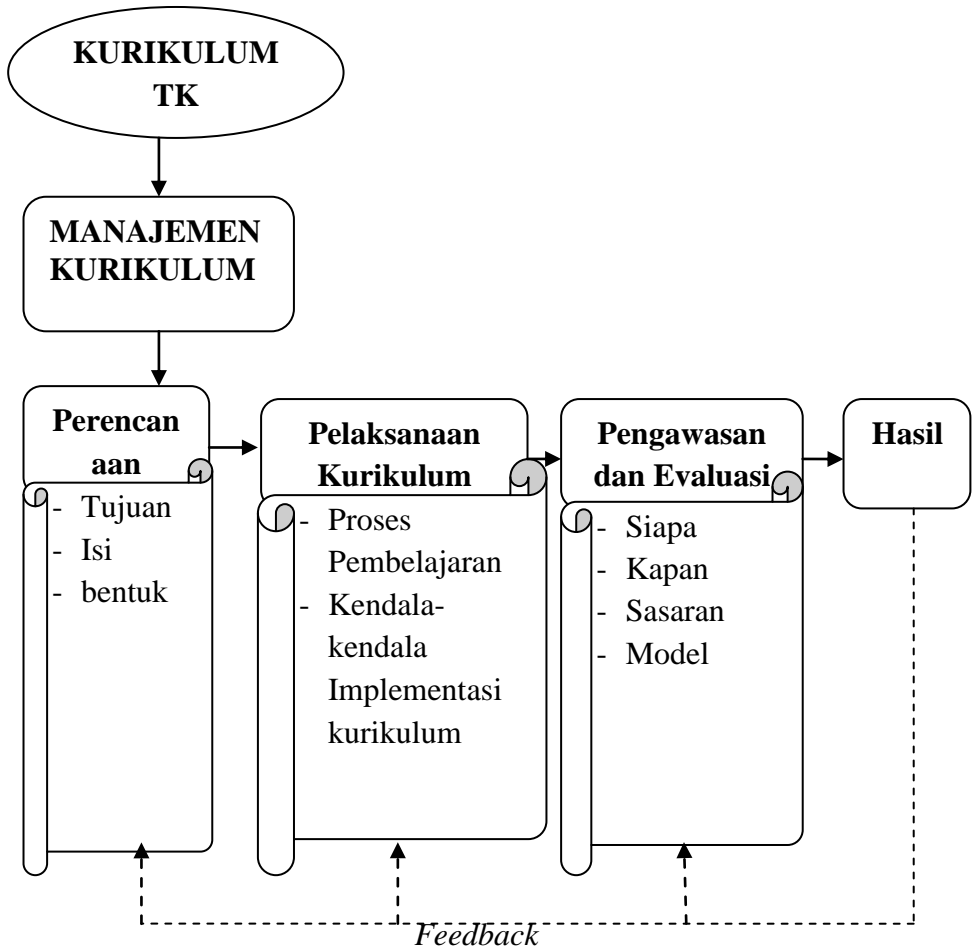 KURIKULUM
TK
MANAJEMEN
KURIKULUM
Perencan
aan
- Tujuan
- Isi
- bentuk
Pelaksanaan
Kurikulum
- Proses
Pembelajaran
- Kendala-
kendala
Implementasi
kurikulum
Pengawasan
dan Evaluasi
- Siapa
- Kapan
- Sasaran
- Model
Hasil
Feedback